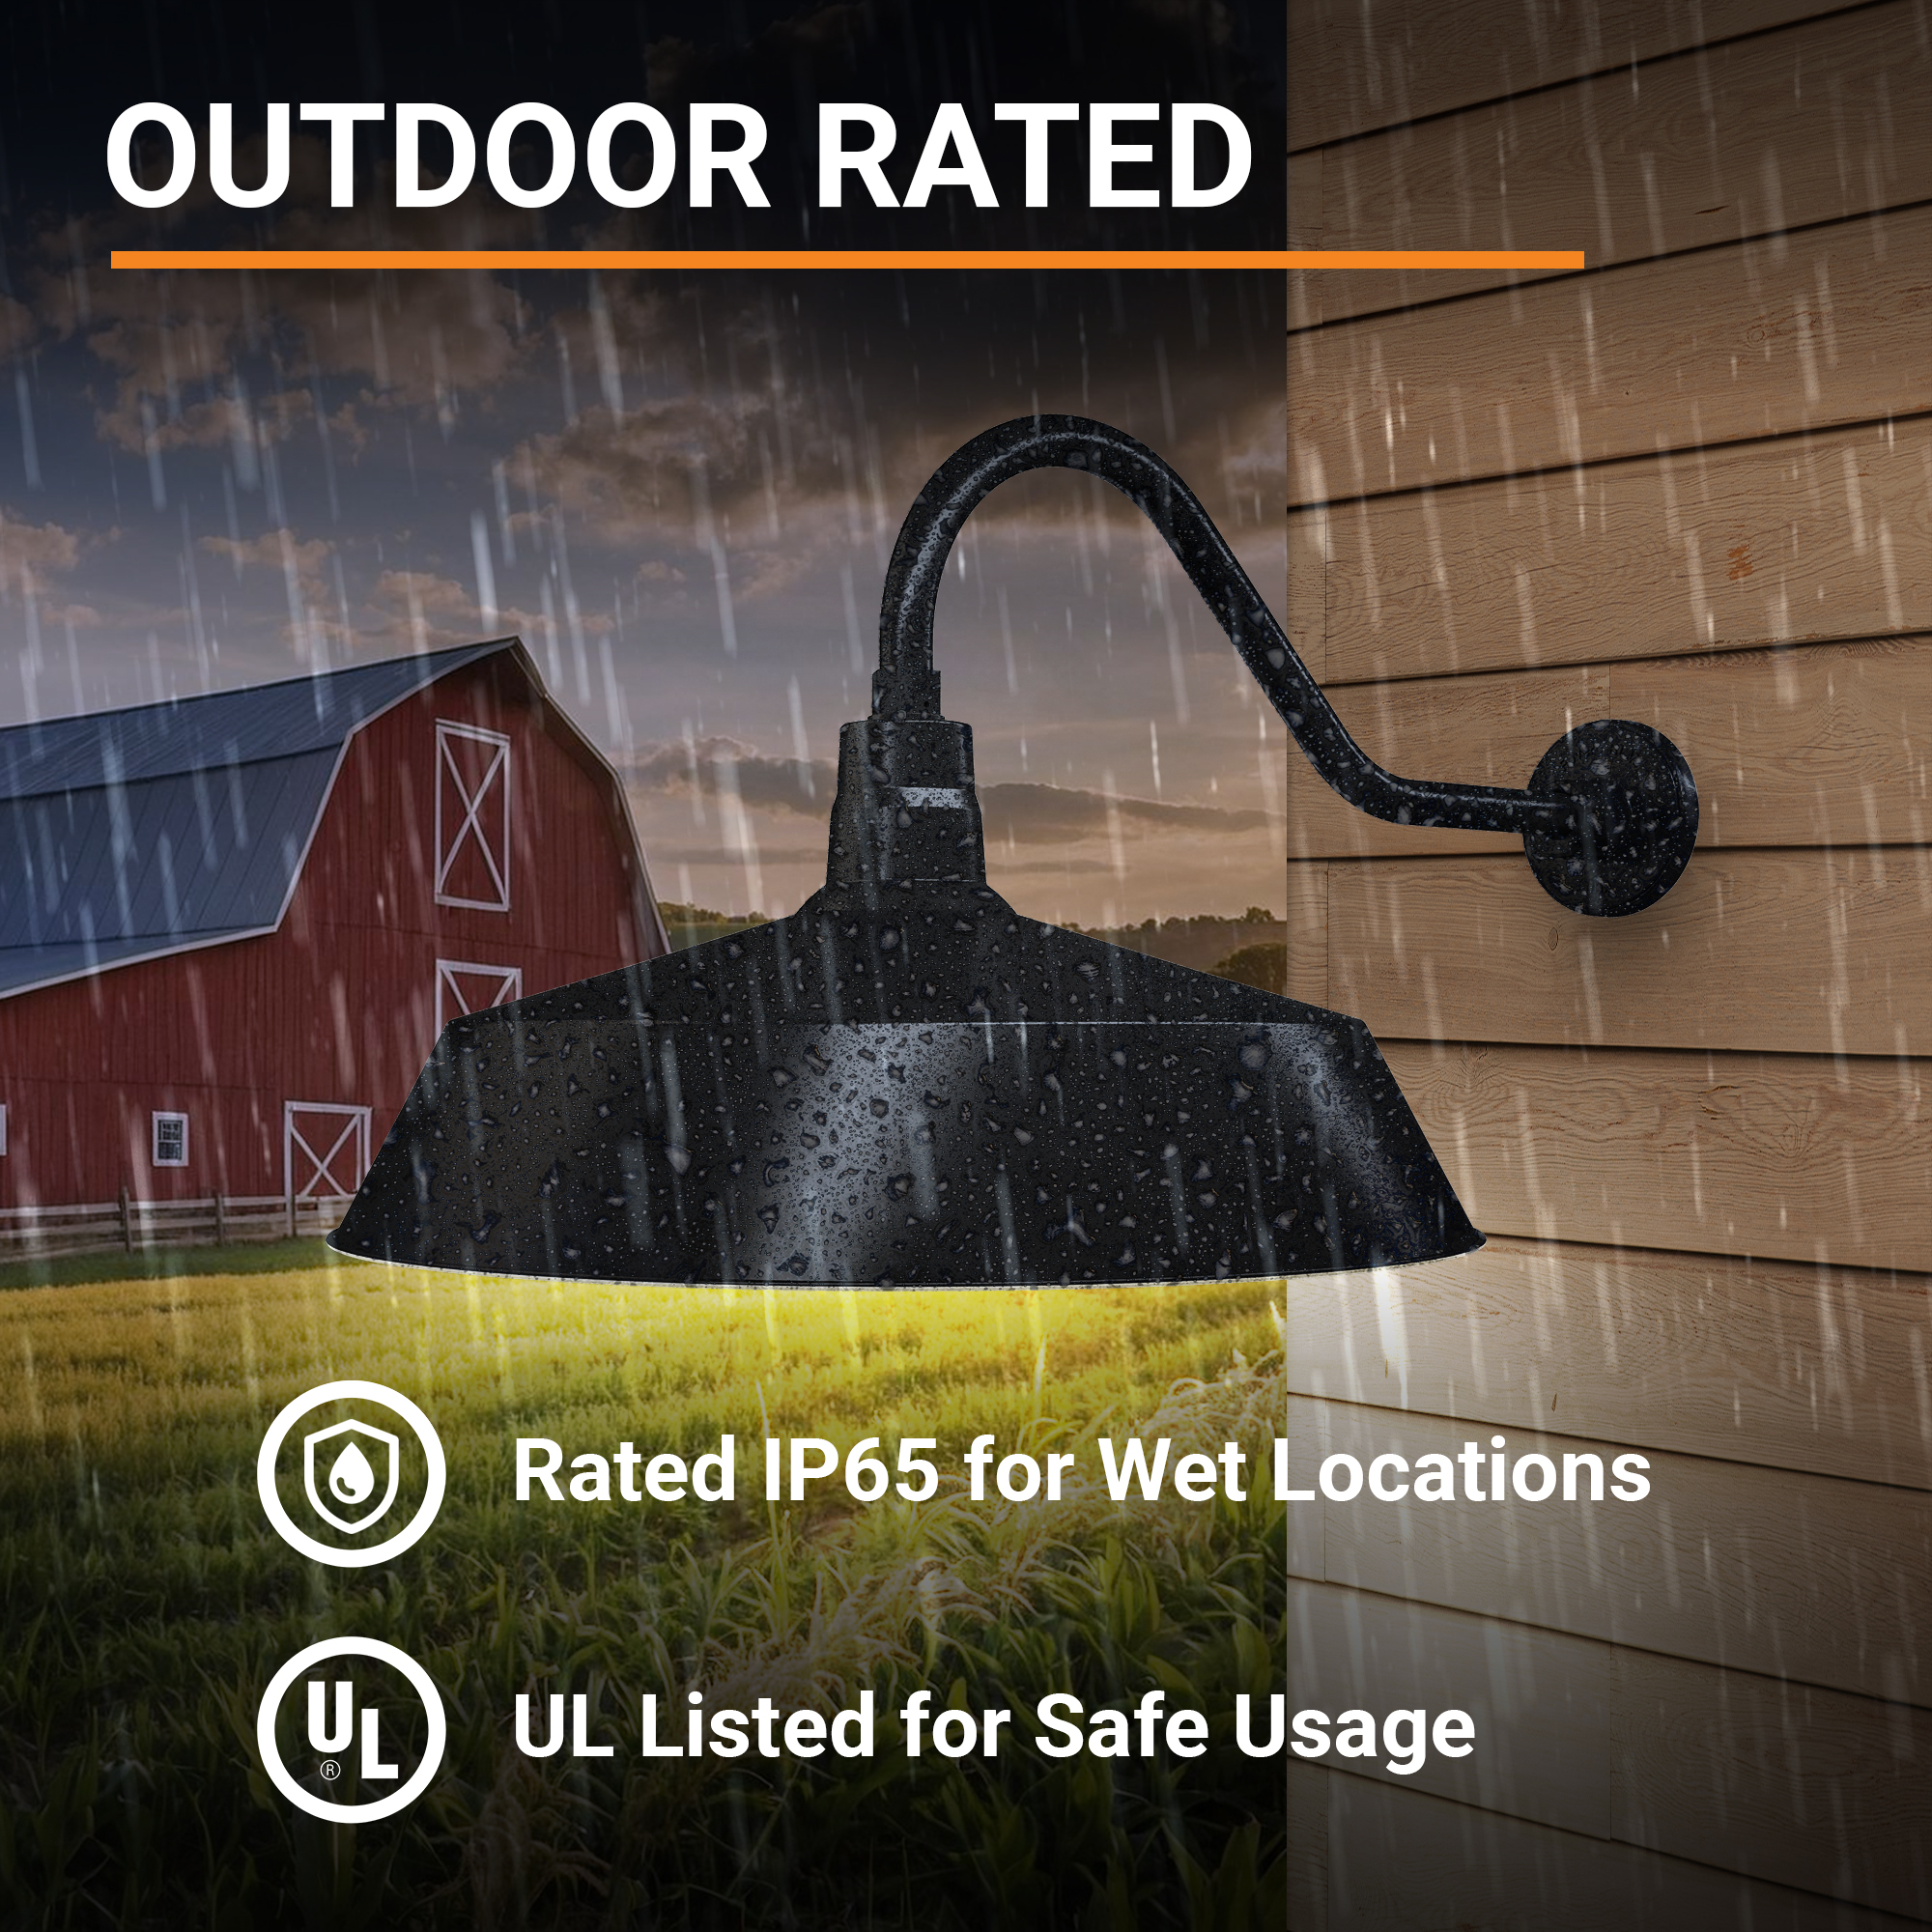 OUTDOOR RATED
Rated IP65 for Wet Locations
UL
®
UL Listed for Safe Usage